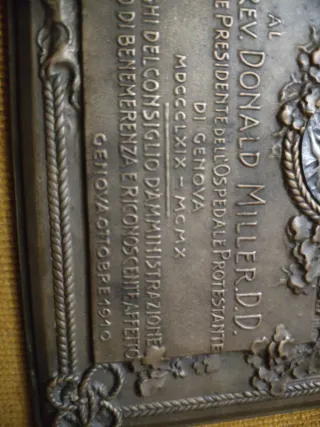 AL
REV. DONALD MILLER.D.D.
E PRESIDENTE DELL'OSPEDALE PROTESTANTE
DI GENOVA
MDCCCLXIX-MCMX
GHI DEL CONSIGLIO D'AMMINISTRAZIONE
O DI BENEMERENZA E RICONOSCENTE AFFETTO
GENOVA OTTOBRE 1910